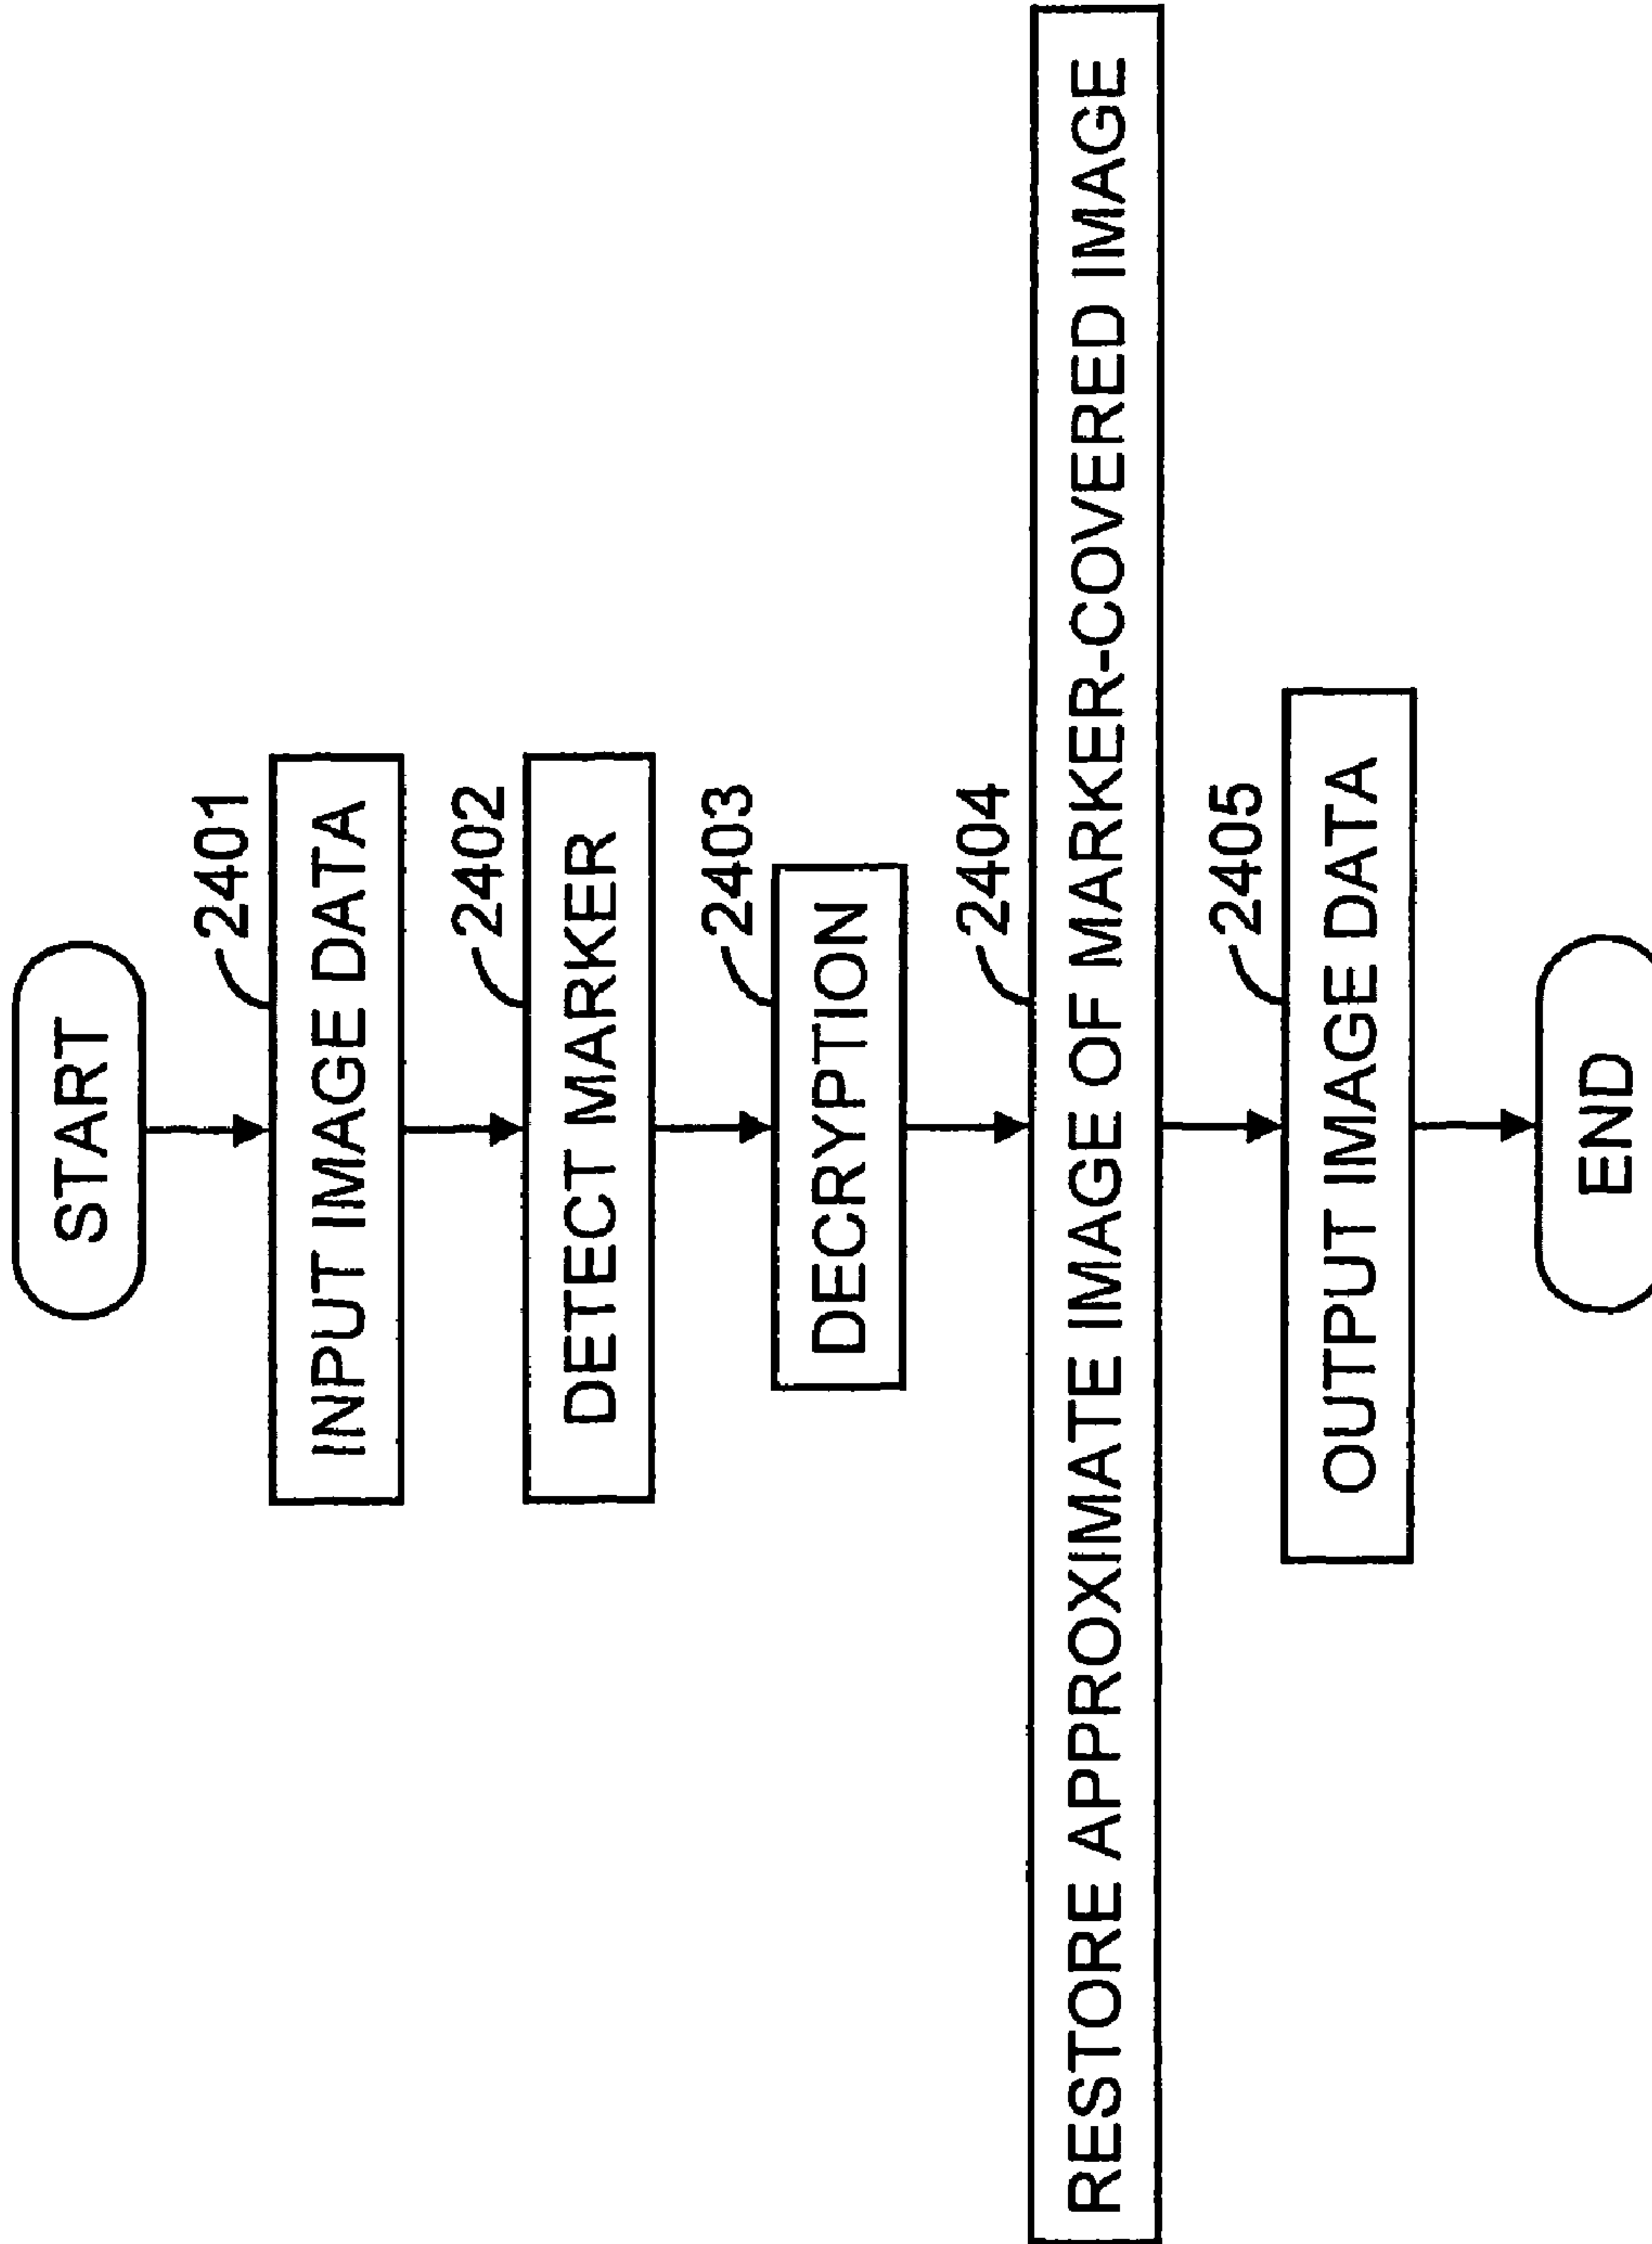 START
2401
INPUT IMAGE DATA
2402
DETECT MARKER
2403
DECRYPTION
2404
RESTORE APPROXIMATE IMAGE OF MARKER-COVERED IMAGE
2405
OUTPUT IMAGE DATA
END